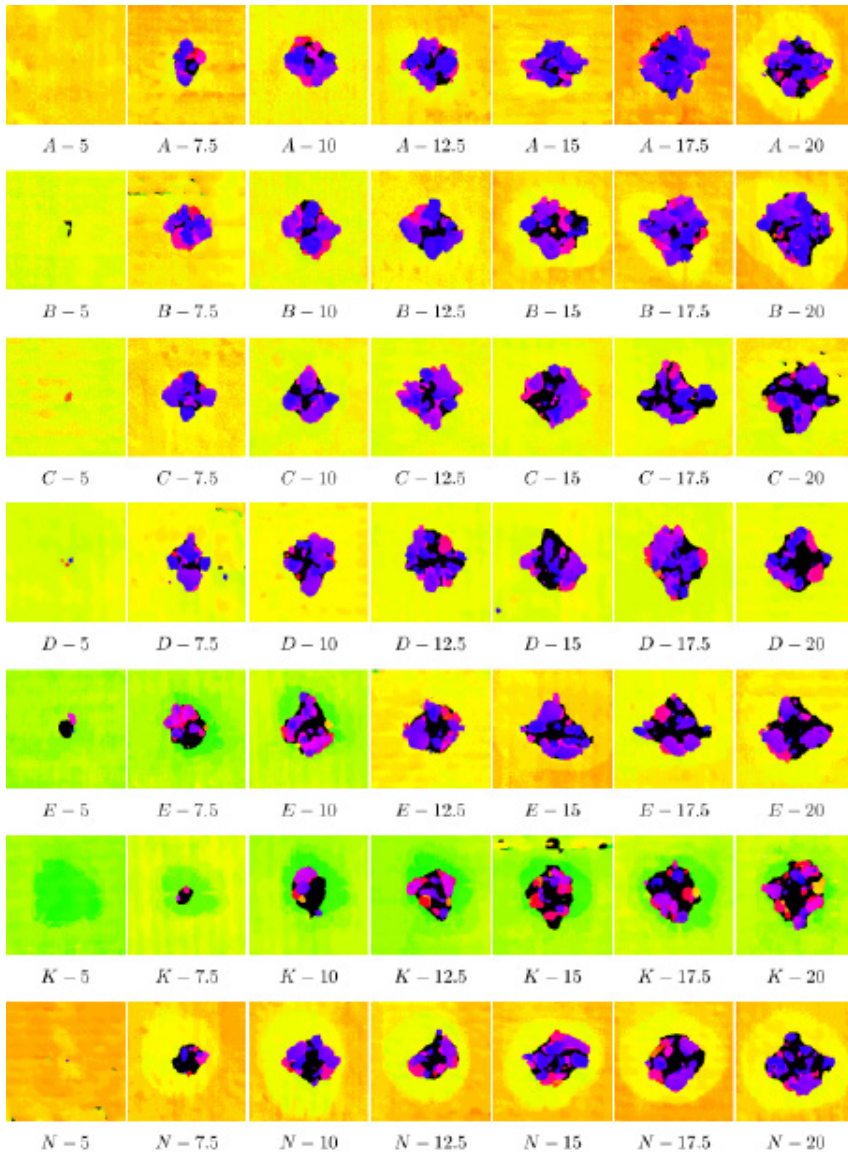 A − 5 A − 7.5 A − 10 A − 12.5 A − 15 A − 17.5 A − 20
B − 5 B − 7.5 B − 10 B − 12.5 B − 15 B − 17.5 B − 20
C − 5 C − 7.5 C − 10 C − 12.5 C − 15 C − 17.5 C − 20
D − 5 D − 7.5 D − 10 D − 12.5 D − 15 D − 17.5 D − 20
E − 5 E − 7.5 E − 10 E − 12.5 E − 15 E − 17.5 E − 20
K − 5 K − 7.5 K − 10 K − 12.5 K − 15 K − 17.5 K − 20
N − 5 N − 7.5 N − 10 N − 12.5 N − 15 N − 17.5 N − 20